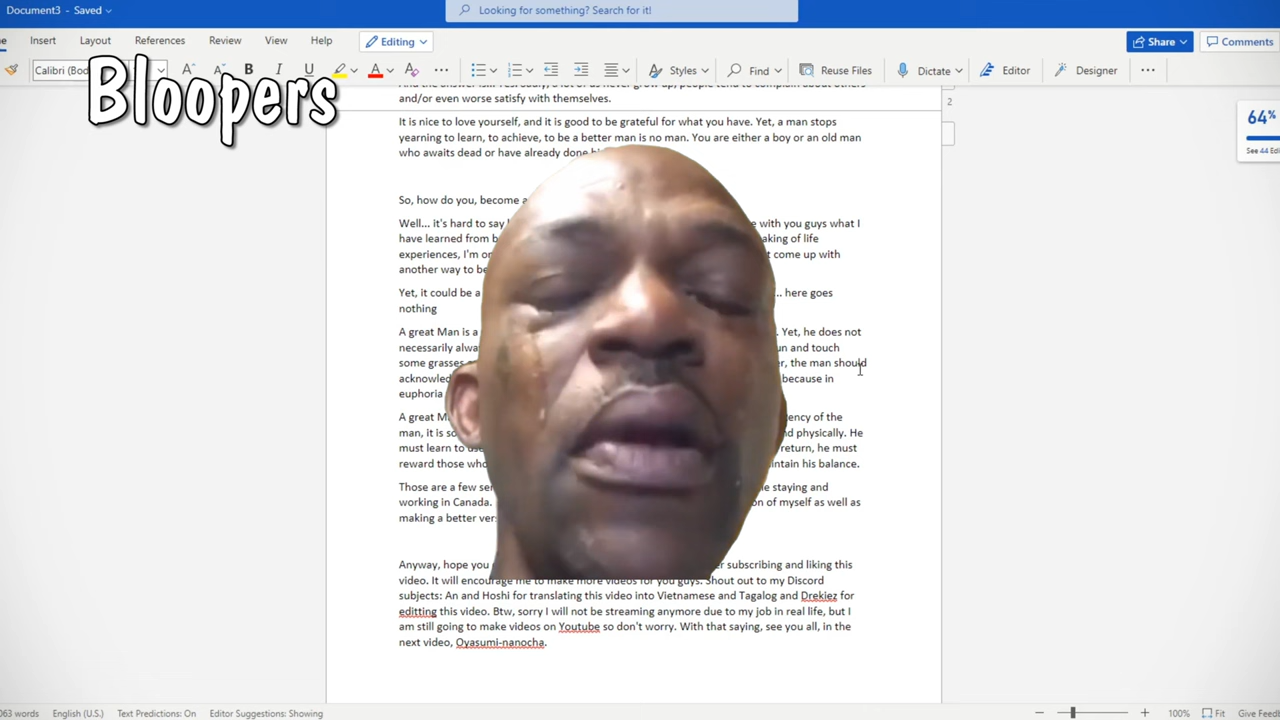 Document3 - Saved
Looking for something? Search for it!
Insert Layout References Review View Help Editing Share Comments
Calibri (Bod B I U A Styles Find Reuse Files Dictate Editor Designer
Bloopers
and/or even worse satisfy with themselves.
2
It is nice to love yourself, and it is good to be grateful for what you have. Yet, a man stops
yearning to learn, to achieve, to be a better man is no man. You are either a boy or an old man
who awaits dead or have already done
64%
See 44 Edi
So, how do you, become a
Well... it's hard to say with you guys what I
have learned from aking of life
experiences, I'm t come up with
another way to be
Yet, it could be a .. here goes
nothing
A great Man is a Yet, he does not
necessarily alwa un and touch
some grasses r, the man should
acknowled because in
euphoria
A great M ency of the
man, it is so nd physically. He
must learn to return, he must
reward those who ntain his balance.
Those are a few staying and
working in Canada. on of myself as well as
making a better
Anyway, hope you er subscribing and liking this
video. It will encourage me to make more videos for you guys. Shout out to my Discord
subjects: An and Hoshi for translating this video into Vietnamese and Tagalog and Drekiez for
editting this video. Btw, sorry I will not be streaming anymore due to my job in real life, but I
am still going to make videos on Youtube so don't worry. With that saying, see you all, in the
next video, Oyasumi-nanocha.
063 words English (U.S.) Text Predictions: On Editor Suggestions: Showing 100% Fit Give Feedb